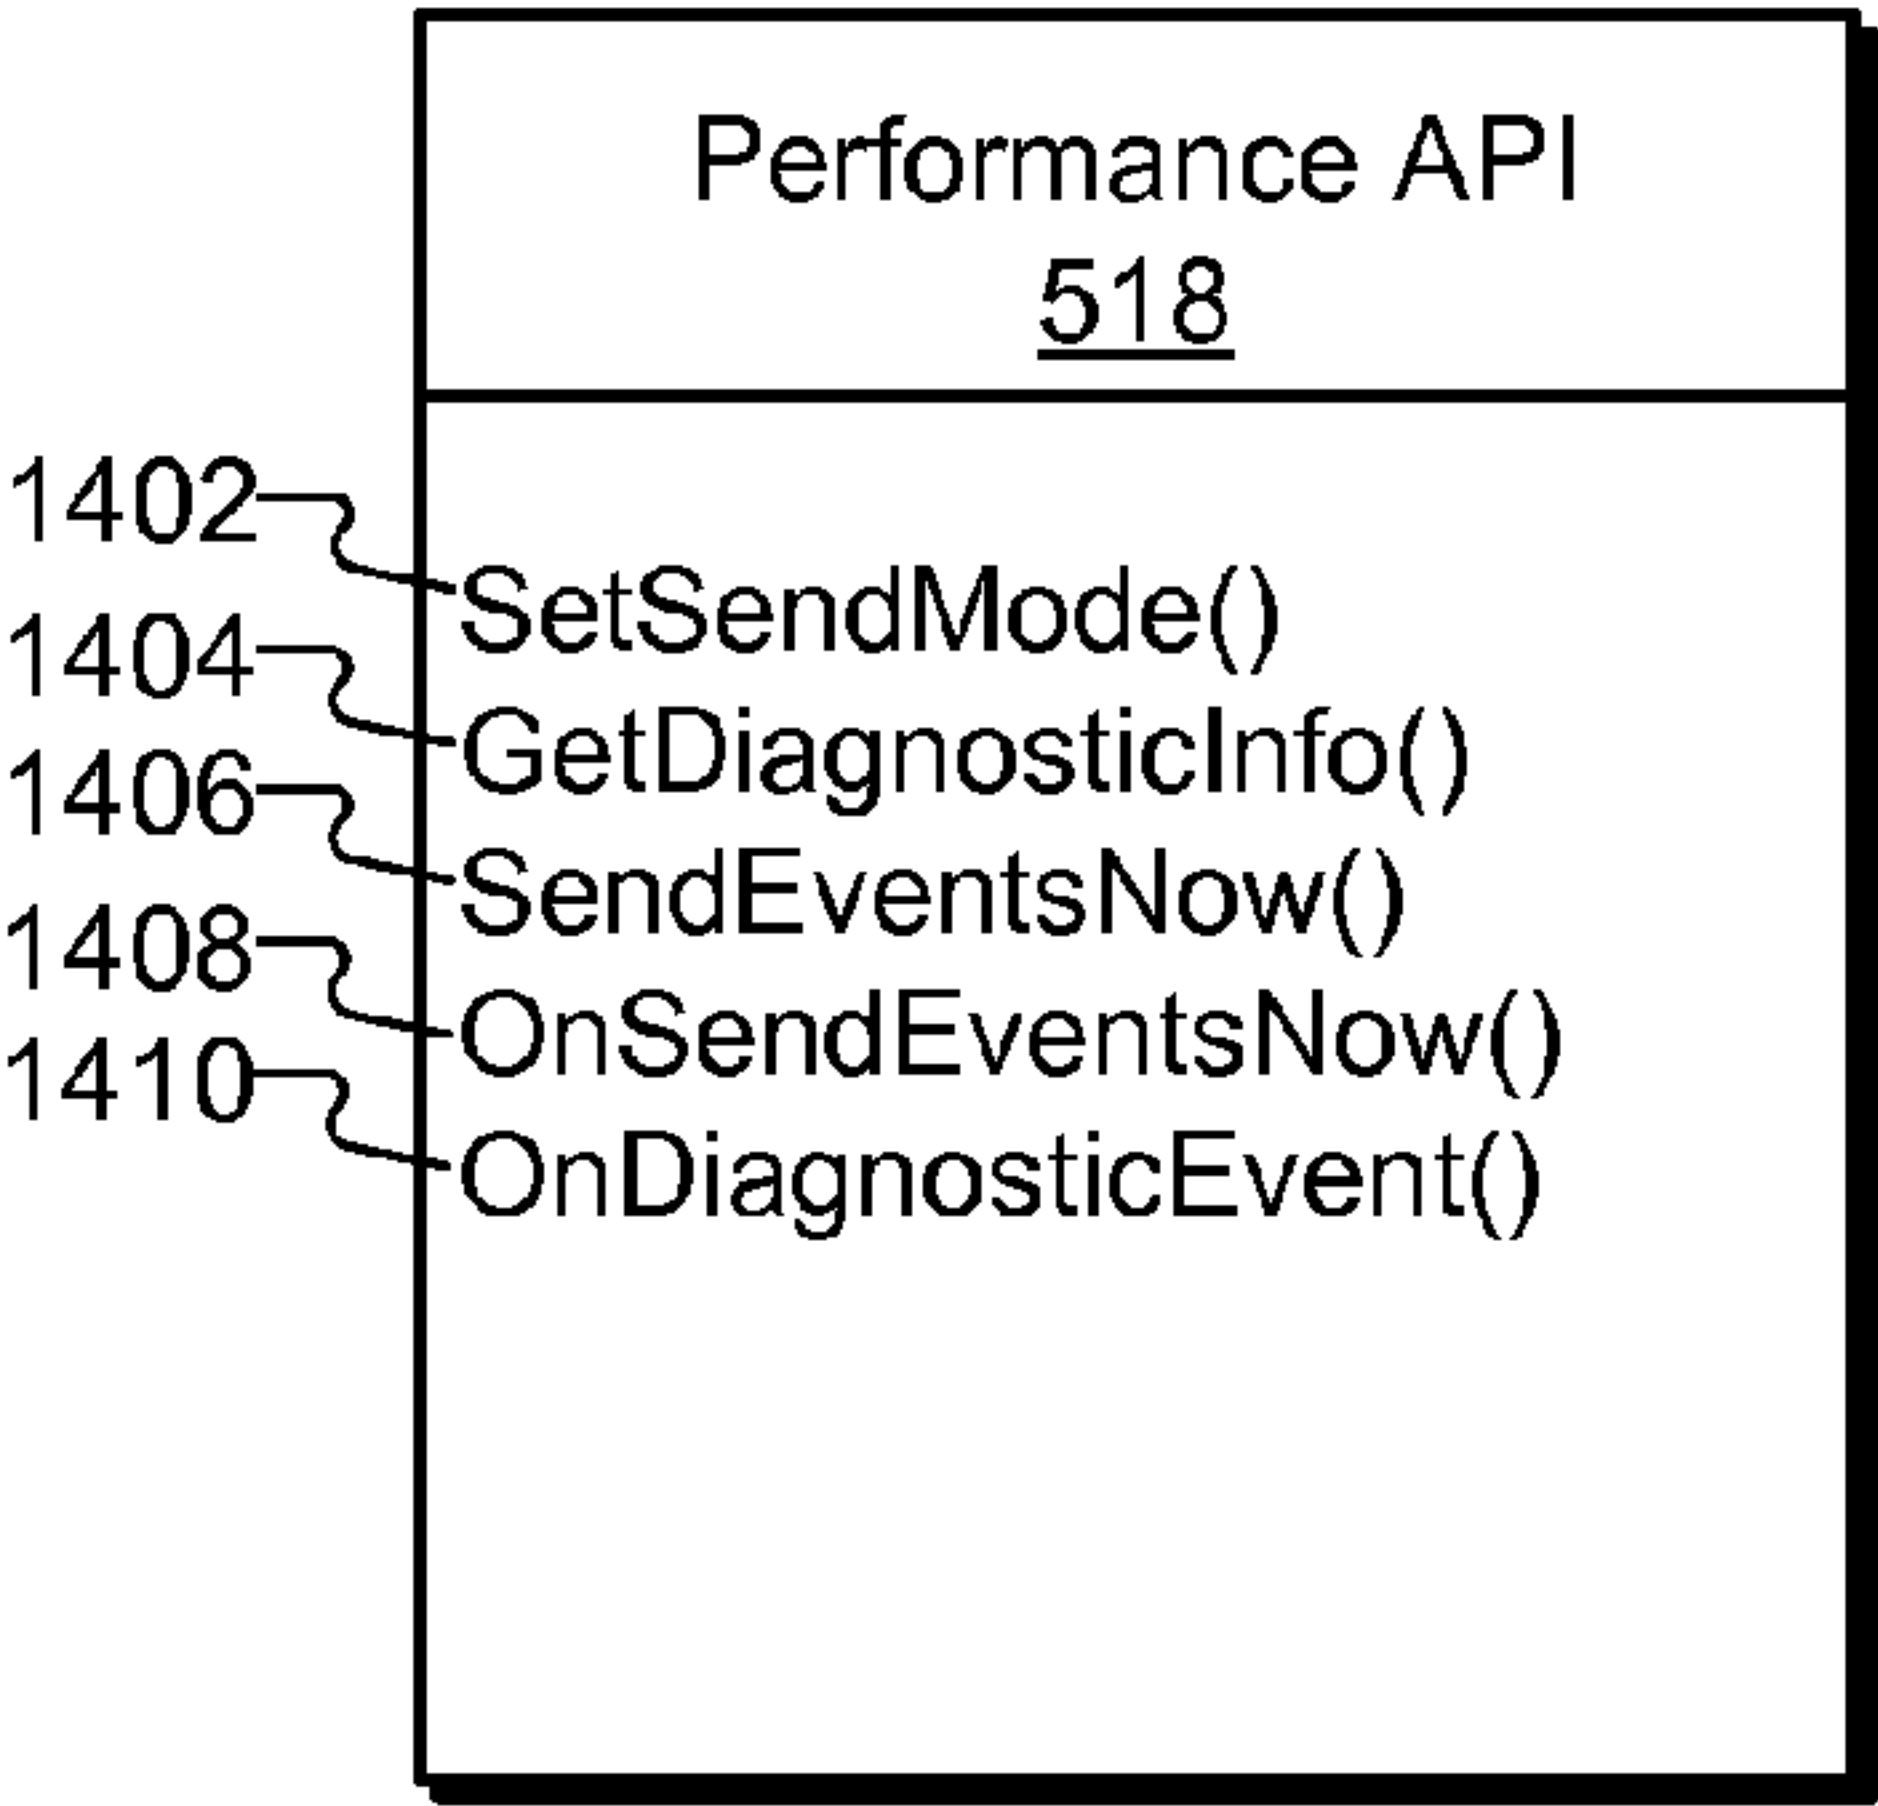 Performance API
518
1402
SetSendMode()
1404
GetDiagnosticInfo()
1406
SendEventsNow()
1408
OnSendEventsNow()
1410
OnDiagnosticEvent()